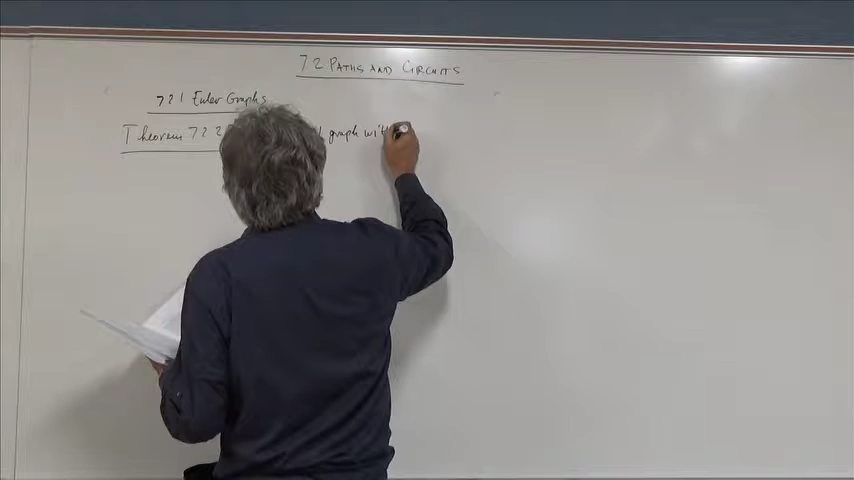 7 2 PATHS AND CIRCUITS
7 2 1 Euler Graphs
Theorem 7 2 2 graph with